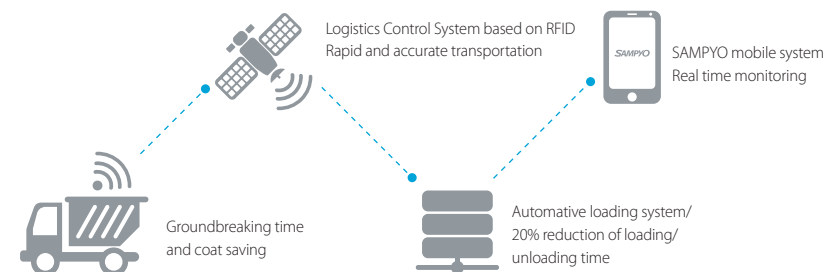 Logistics Control System based on RFID
Rapid and accurate transportation
SAMPYO
SAMPYO mobile system
Real time monitoring
Groundbreaking time
and coat saving
Automative loading system/
20% reduction of loading/
unloading time